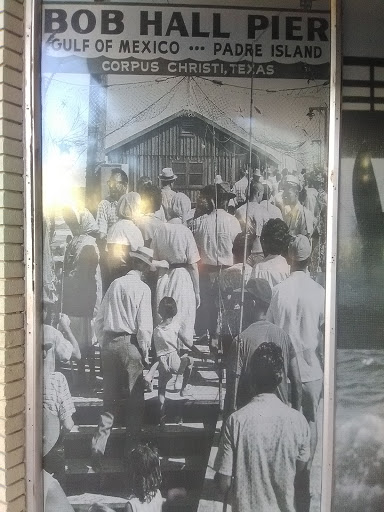 BOB HALL PIER
GULF OF MEXICO ••• PADRE ISLAND
CORPUS CHRISTI, TEXAS